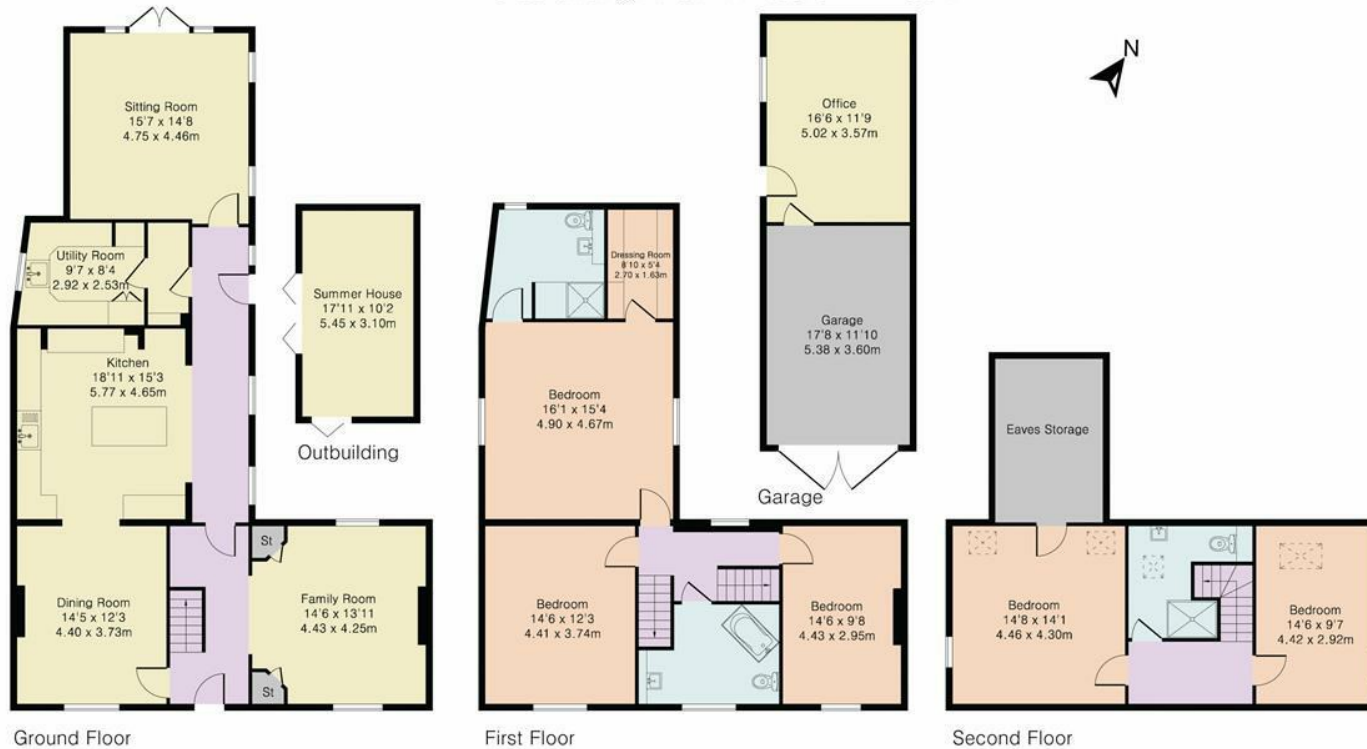 N
Sitting Room
15'7 x 14'8
4.75 x 4.46m
Utility Room
9'7 x 8'4
2.92 x 2.53m
Kitchen
18'11 x 15'3
5.77 x 4.65m
Dining Room
14'5 x 12'3
4.40 x 3.73m
St
Family Room
14'6 x 13'11
4.43 x 4.25m
St
Ground Floor
Summer House
17'11 x 10'2
5.45 x 3.10m
Outbuilding
Dressing Room
8'10 x 5'4
2.70 x 1.63m
Bedroom
16'1 x 15'4
4.90 x 4.67m
Bedroom
14'6 x 12'3
4.41 x 3.74m
Bedroom
14'6 x 9'8
4.43 x 2.95m
First Floor
Office
16'6 x 11'9
5.02 x 3.57m
Garage
17'8 x 11'10
5.38 x 3.60m
Garage
Eaves Storage
Bedroom
14'8 x 14'1
4.46 x 4.30m
Bedroom
14'6 x 9'7
4.42 x 2.92m
Second Floor